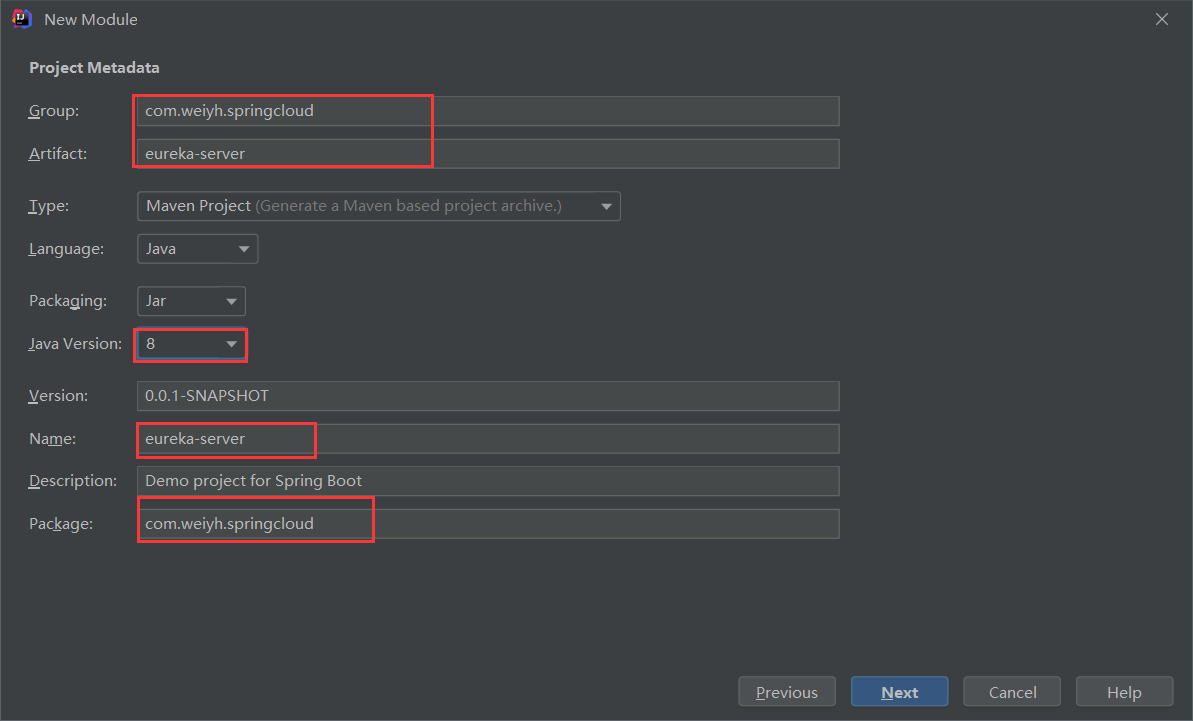 New Module
Project Metadata
Group: com.weiyh.springcloud
Artifact: eureka-server
Type: Maven Project (Generate a Maven based project archive.)
Language: Java
Packaging: Jar
Java Version: 8
Version: 0.0.1-SNAPSHOT
Name: eureka-server
Description: Demo project for Spring Boot
Package: com.weiyh.springcloud
Previous Next Cancel Help